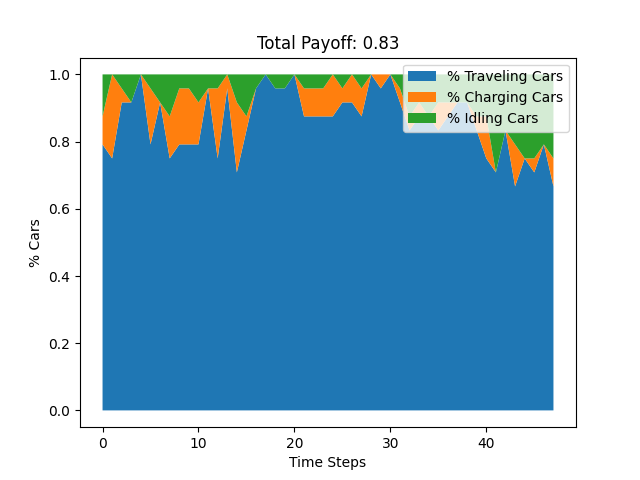 Total Payoff: 0.83
1.0
0.8
0.6
0.4
0.2
0.0
% Cars
% Traveling Cars
% Charging Cars
% Idling Cars
0
10
20
30
40
Time Steps